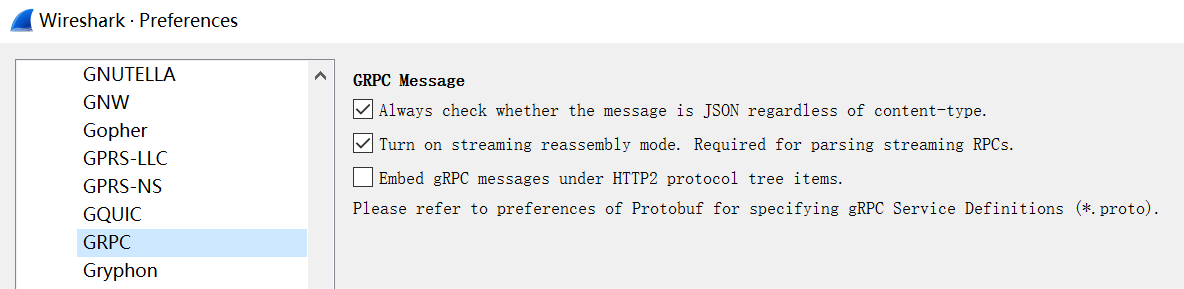 Wireshark · Preferences
GNUTELLA
GNW
Gopher
GPRS-LLC
GPRS-NS
GQUIC
GRPC
Gryphon
GRPC Message
Always check whether the message is JSON regardless of content-type.
Turn on streaming reassembly mode. Required for parsing streaming RPCs.
Embed gRPC messages under HTTP2 protocol tree items.
Please refer to preferences of Protobuf for specifying gRPC Service Definitions (*.proto).